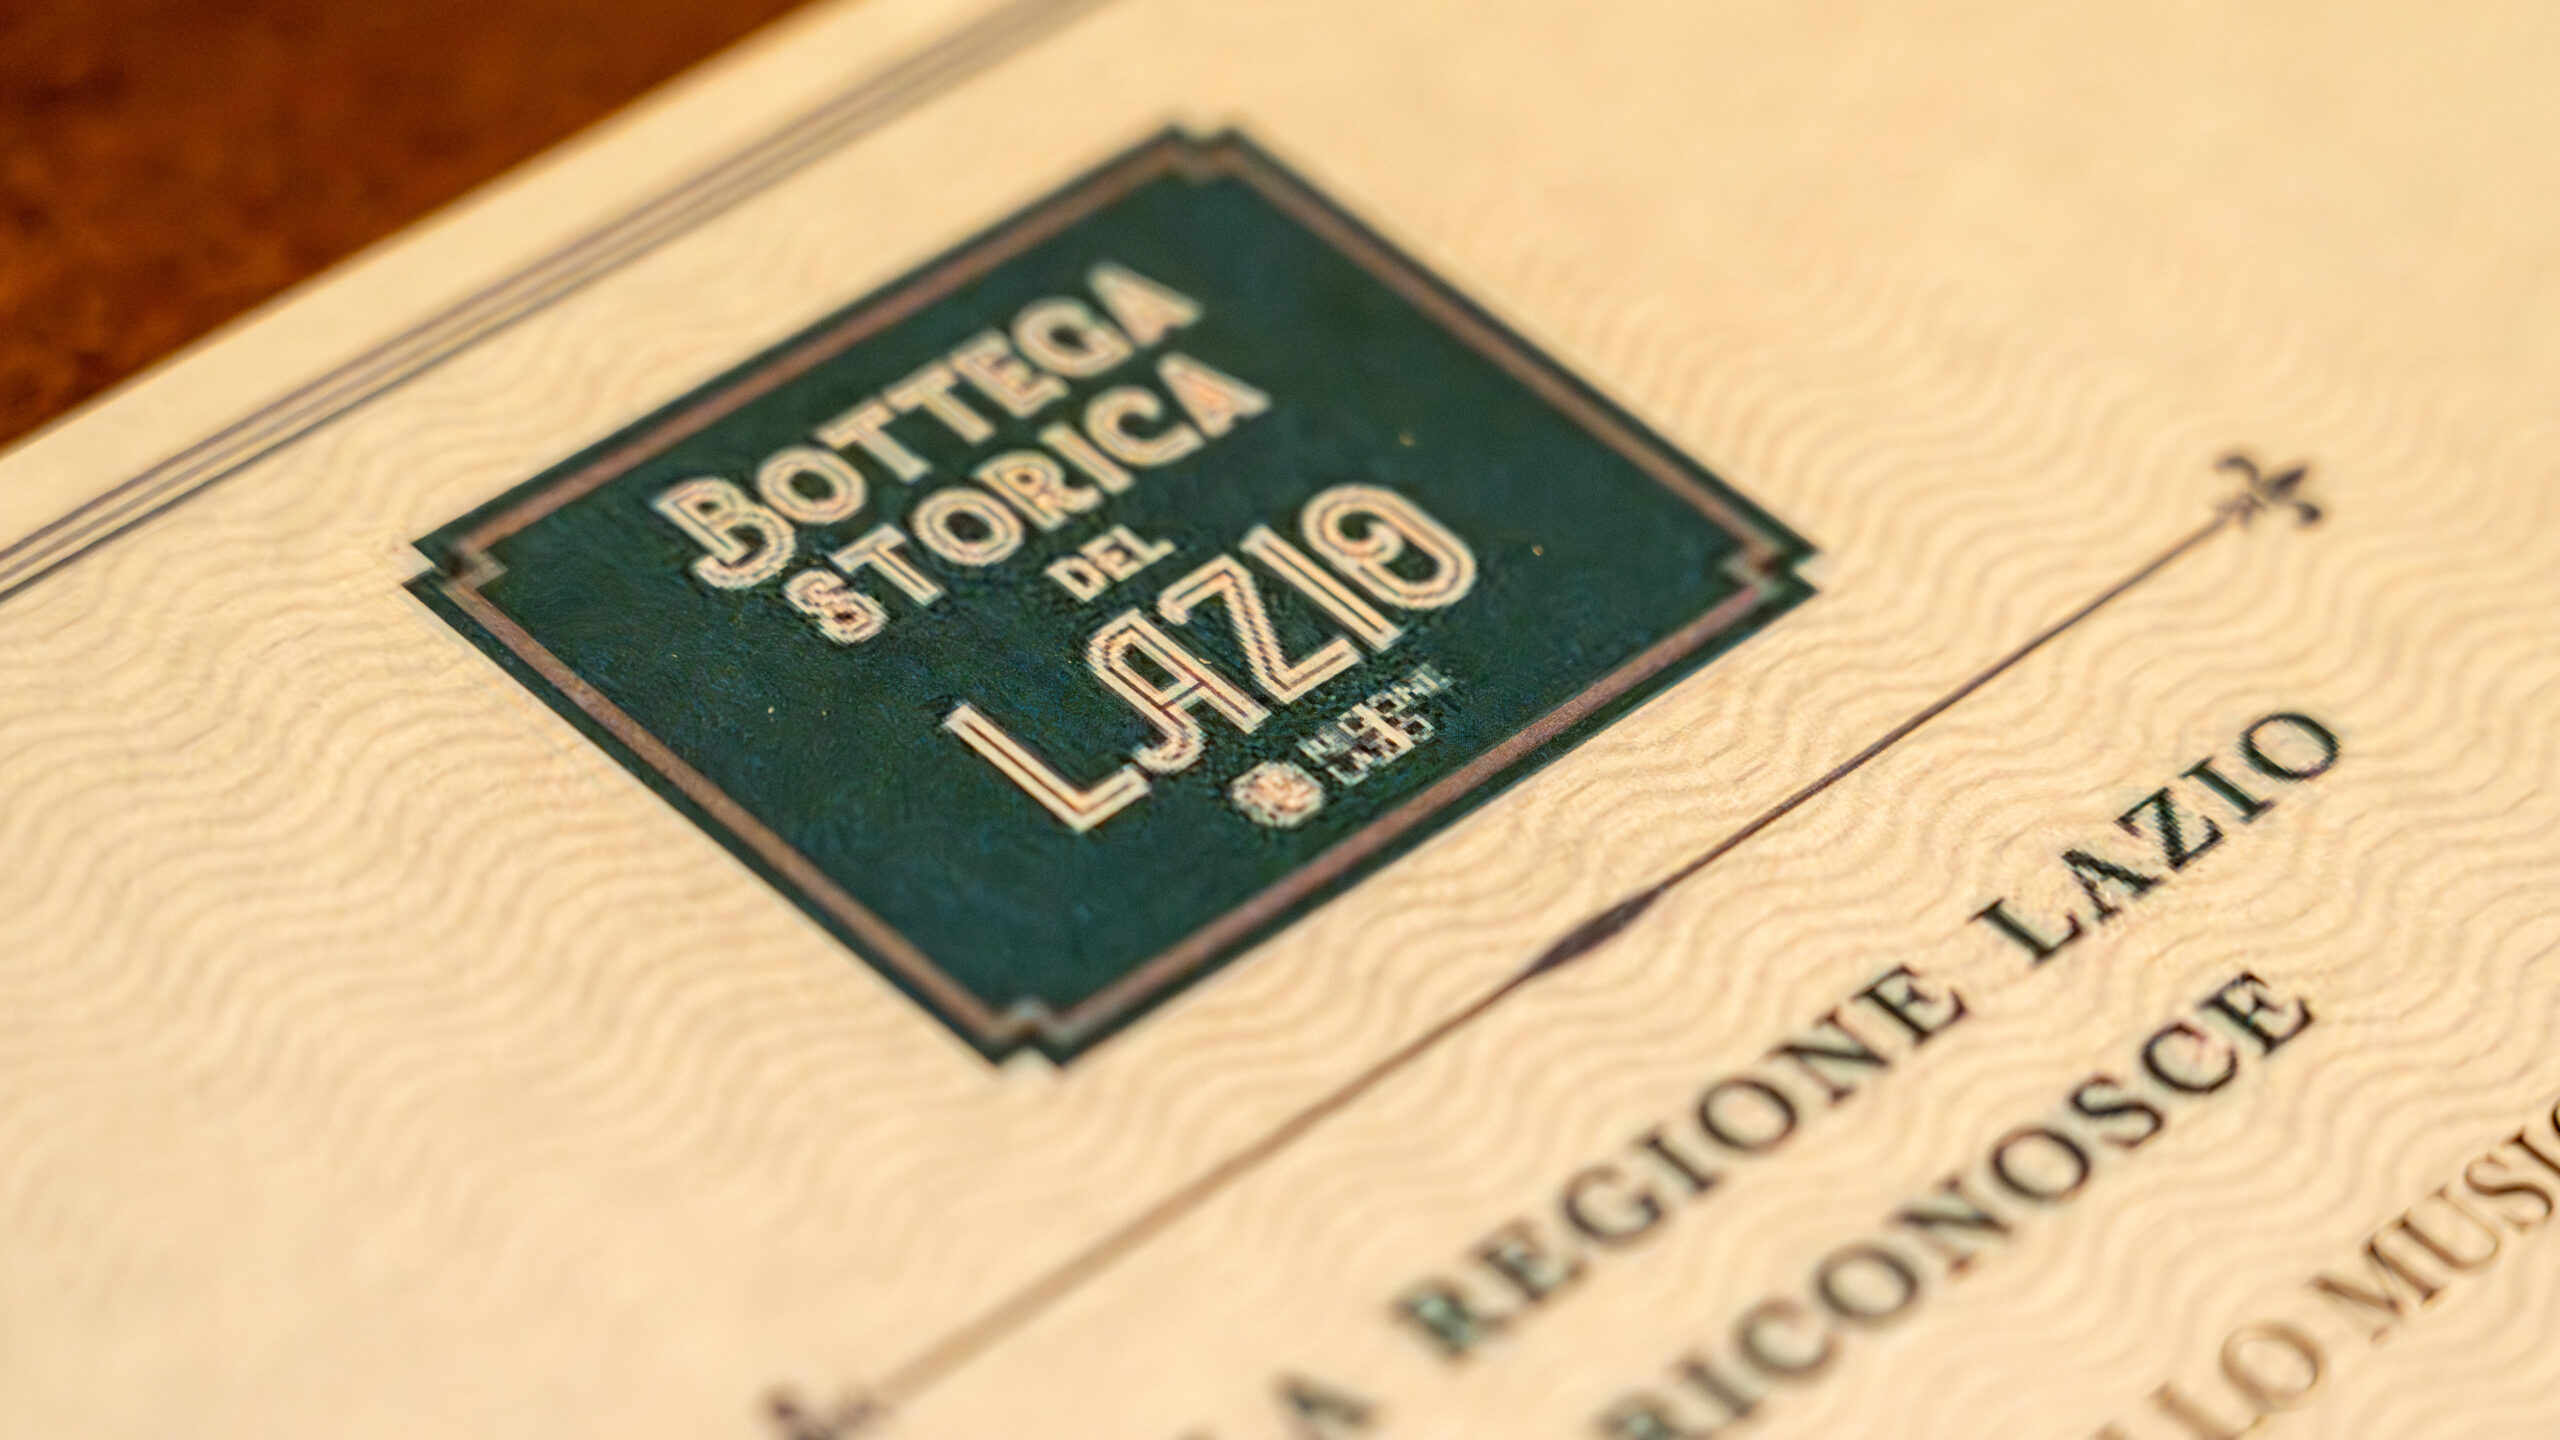 BOTTEGA
STORICA
DEL
LAZIO
LA REGIONE LAZIO
RICONOSCE